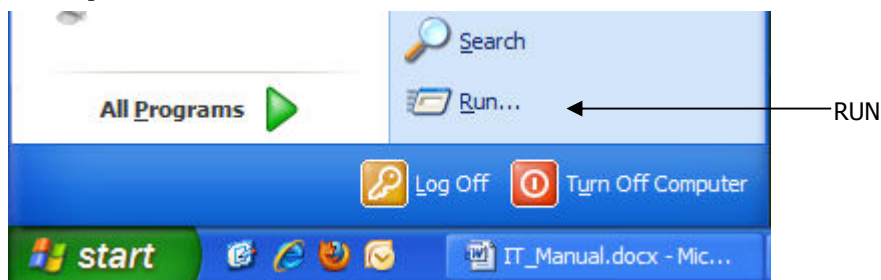 Search
All Programs
Run...
RUN
Log Off
Turn Off Computer
start
IT_Manual.docx - Mic...